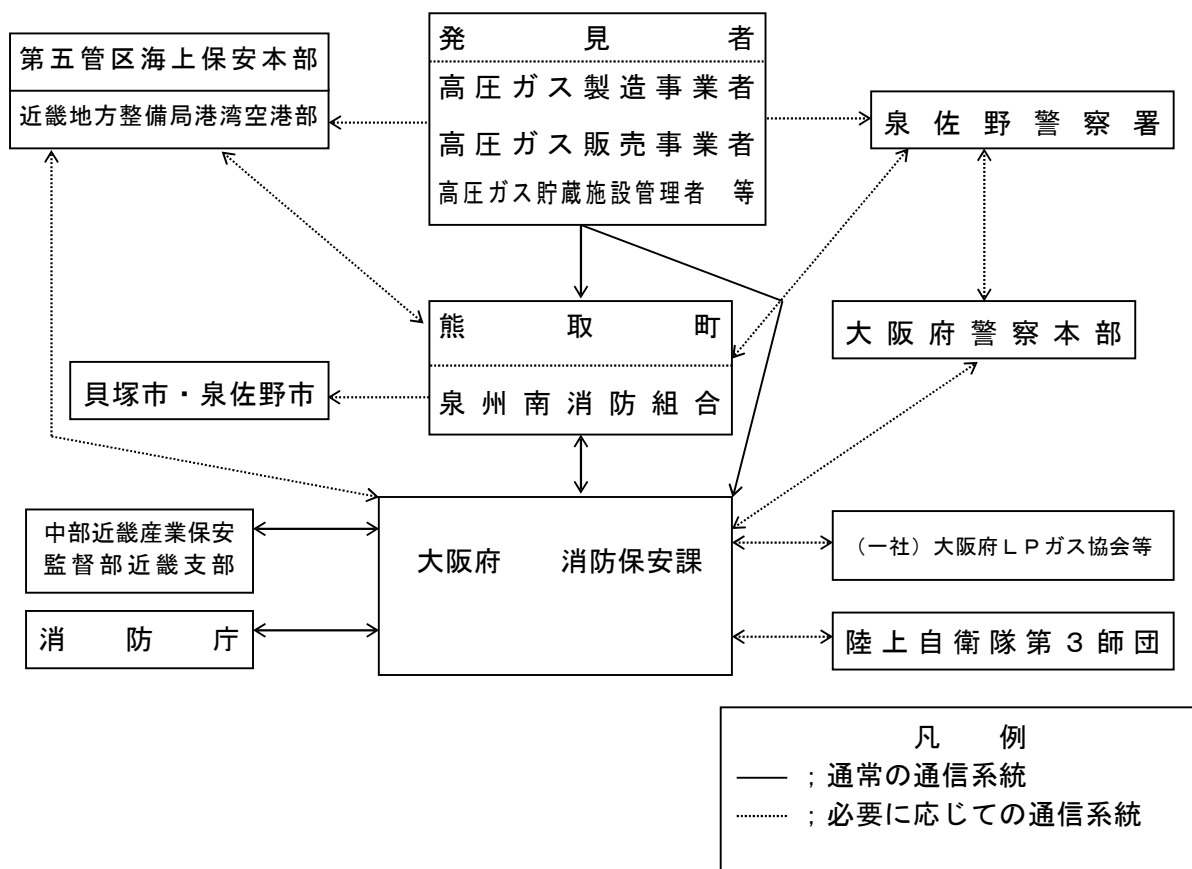 発見者
高圧ガス製造事業者
高圧ガス販売事業者
高圧ガス貯蔵施設管理者 等
第五管区海上保安本部
近畿地方整備局港湾空港部
泉佐野警察署
熊取町
泉州南消防組合
大阪府警察本部
貝塚市・泉佐野市
中部近畿産業保安
監督部近畿支部
大阪府 消防保安課
(一社)大阪府LPガス協会等
消防庁
陸上自衛隊第3師団
凡例
;通常の通信系統
;必要に応じての通信系統